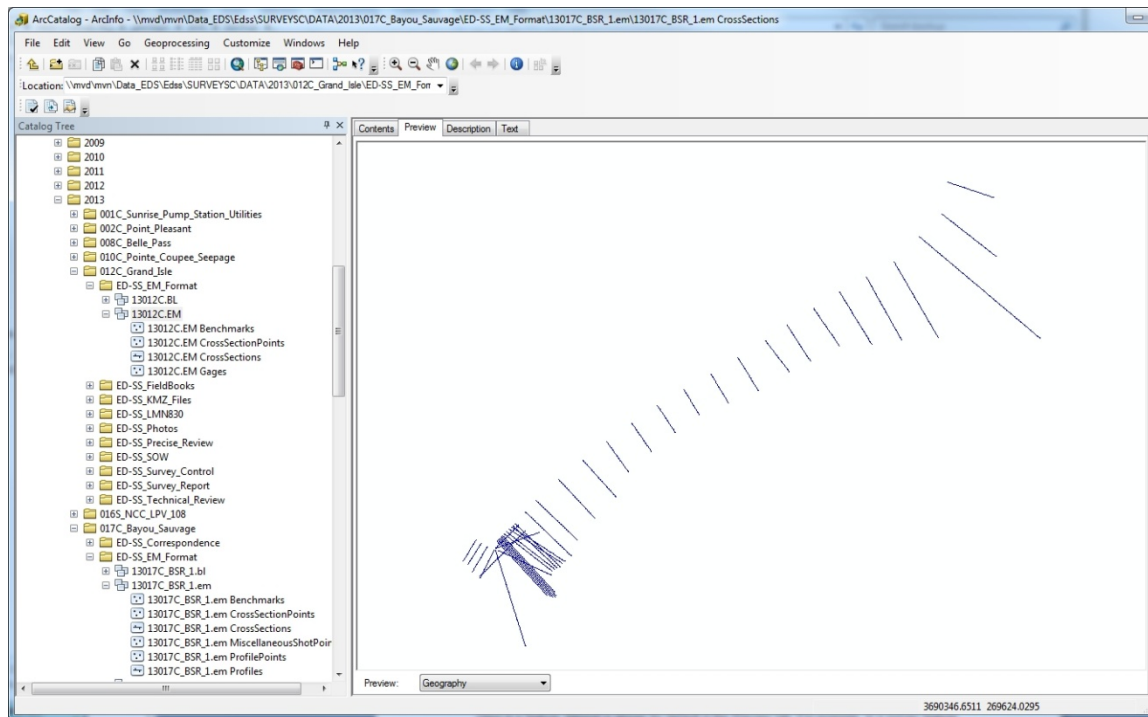 ArcCatalog - ArcInfo - \\mvd\mvn\Data_EDS\Edss\SURVEYSC\DATA\2013\017C_Bayou_Sauvage\ED-SS_EM_Format\13017C_BSR_1.em\13017C_BSR_1.em CrossSections
File Edit View Go Geoprocessing Customize Windows Help
Location: \\mvd\mvn\Data_EDS\Edss\SURVEYSC\DATA\2013\012C_Grand_Isle\ED-SS_EM_Forr
Catalog Tree
Contents Preview Description Text
2009
2010
2011
2012
2013
001C_Sunrise_Pump_Station_Utilities
002C_Point_Pleasant
008C_Belle_Pass
010C_Pointe_Coupee_Seepage
012C_Grand_Isle
ED-SS_EM_Format
13012C.BL
13012C.EM
13012C.EM Benchmarks
13012C.EM CrossSectionPoints
13012C.EM CrossSections
13012C.EM Gages
ED-SS_FieldBooks
ED-SS_KMZ_Files
ED-SS_LMN830
ED-SS_Photos
ED-SS_Precise_Review
ED-SS_SOW
ED-SS_Survey_Control
ED-SS_Survey_Report
ED-SS_Technical_Review
016S_NCC_LPV_108
017C_Bayou_Sauvage
ED-SS_Correspondence
ED-SS_EM_Format
13017C_BSR_1.bl
13017C_BSR_1.em
13017C_BSR_1.em Benchmarks
13017C_BSR_1.em CrossSectionPoints
13017C_BSR_1.em CrossSections
13017C_BSR_1.em MiscellaneousShotPoir
13017C_BSR_1.em ProfilePoints
13017C_BSR_1.em Profiles
Preview: Geography
3690346.6511 269624.0295